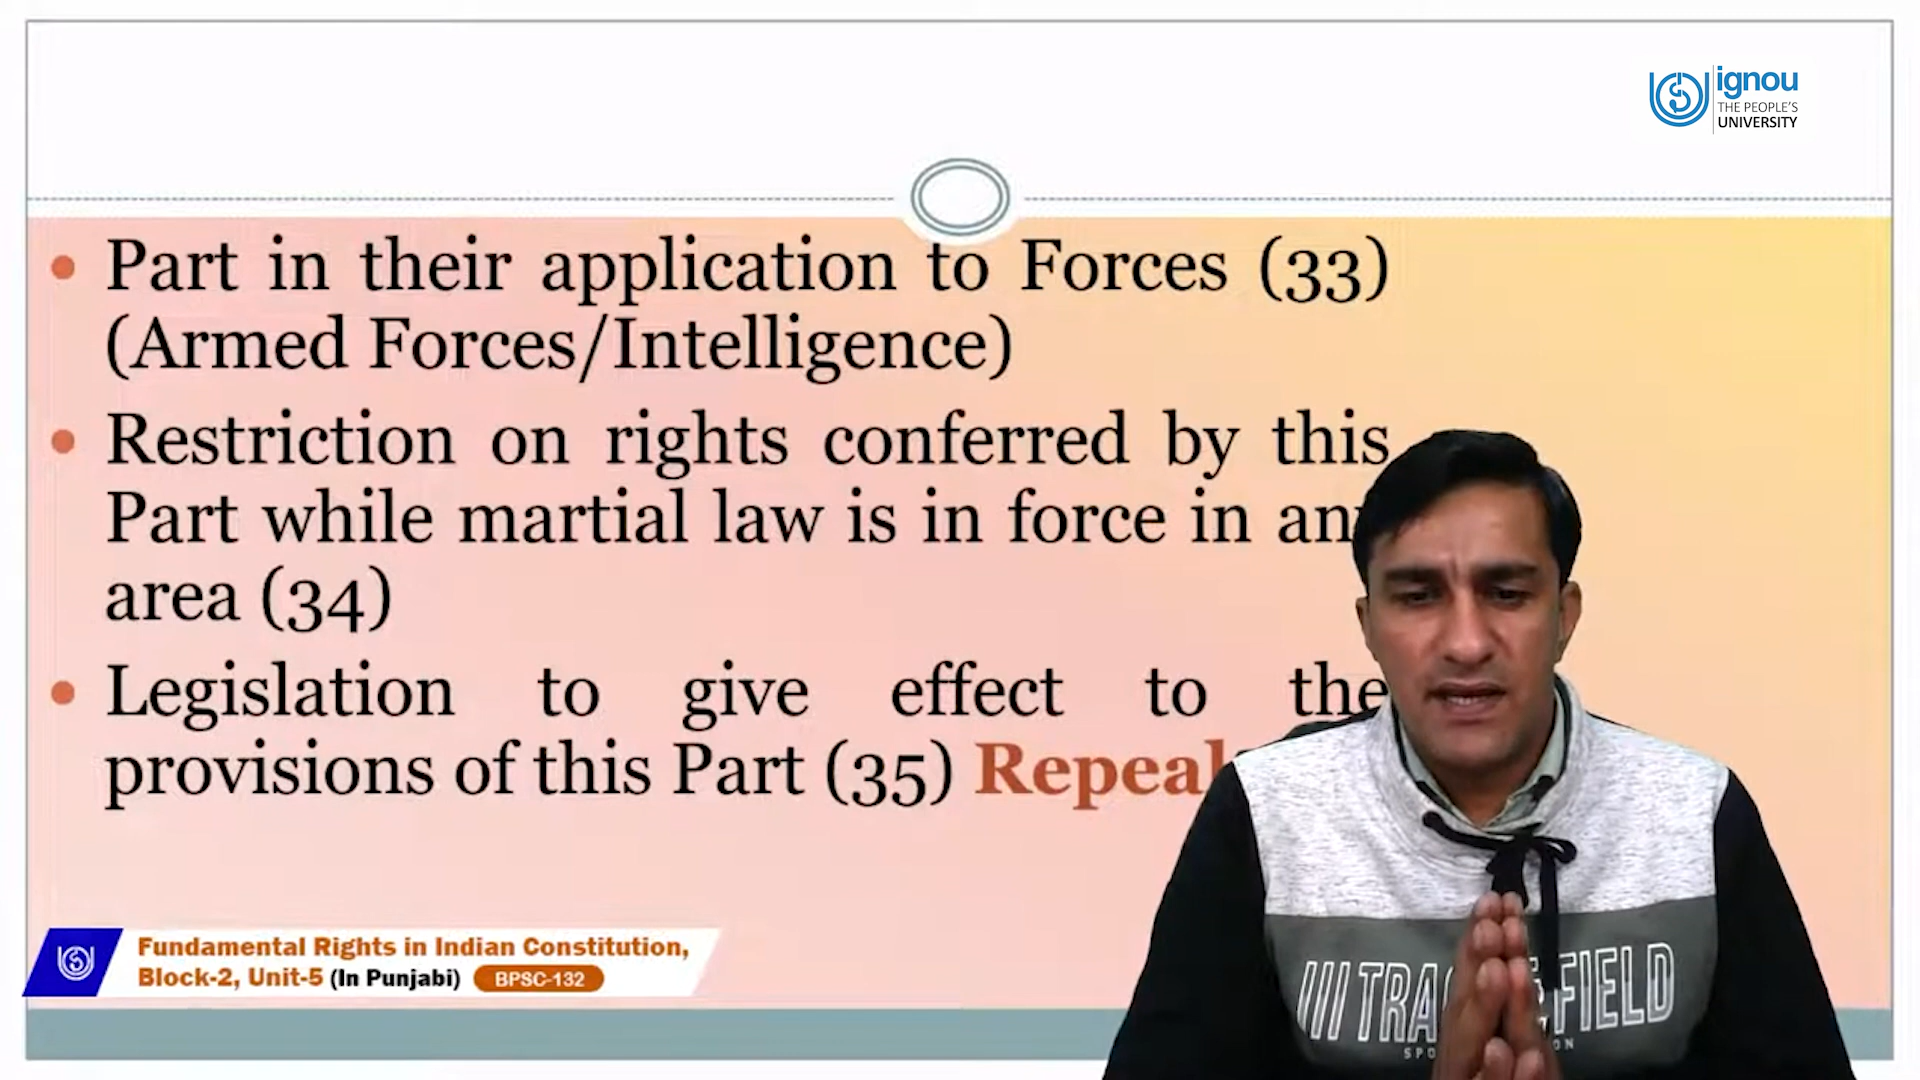 ignou
THE PEOPLE'S
UNIVERSITY
Part in their application to Forces (33)
(Armed Forces/Intelligence)
Restriction on rights conferred by this
Part while martial law is in force in
area (34)
Legislation to give effect to the
provisions of this Part (35)
Fundamental Rights in Indian Constitution,
Block-2, Unit-5 (In Punjabi) BPSC-132
FIELD